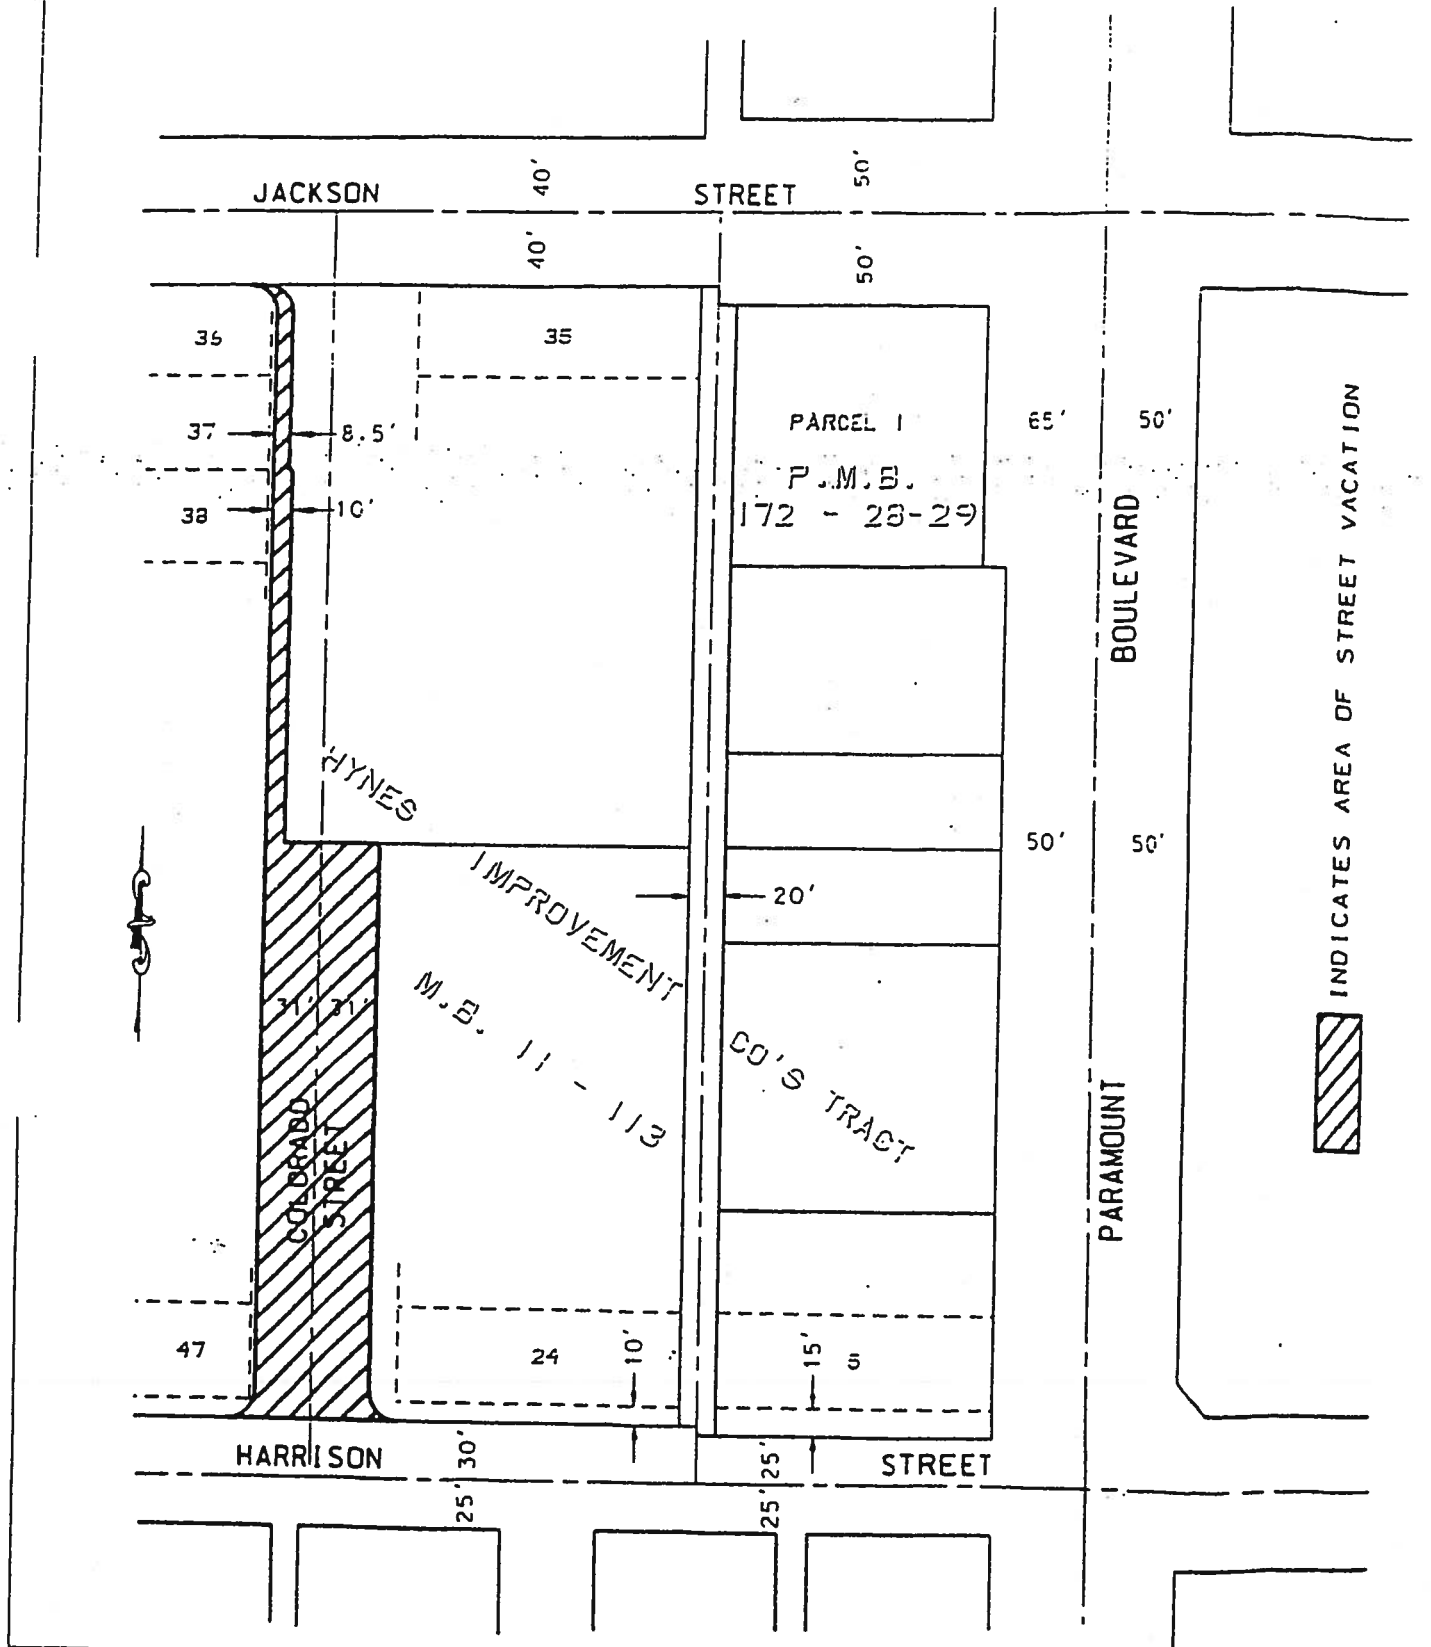 40'
50'
JACKSON STREET
40'
50'
36
35
37
8.5'
PARCEL 1
65'
50'
38
10'
P.M.B.
172 - 28-29
BOULEVARD
INDICATES AREA OF STREET VACATION
HYNES
IMPROVEMENT
CO'S TRACT
M.B. 11 - 113
50'
50'
20'
31'
31'
COLORADO
STREET
PARAMOUNT
47
24
10'
15'
HARRISON STREET
30'
25'
25'
25'